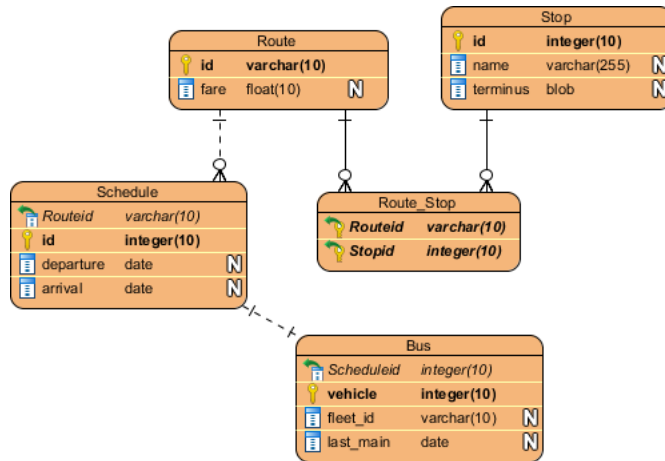 Route
id varchar(10)
fare float(10) N
Stop
id integer(10)
name varchar(255) N
terminus blob N
Schedule
Routeid varchar(10)
id integer(10)
departure date N
arrival date N
Route_Stop
Routeid varchar(10)
Stopid integer(10)
Bus
Scheduleid integer(10)
vehicle integer(10)
fleet_id varchar(10) N
last_main date N